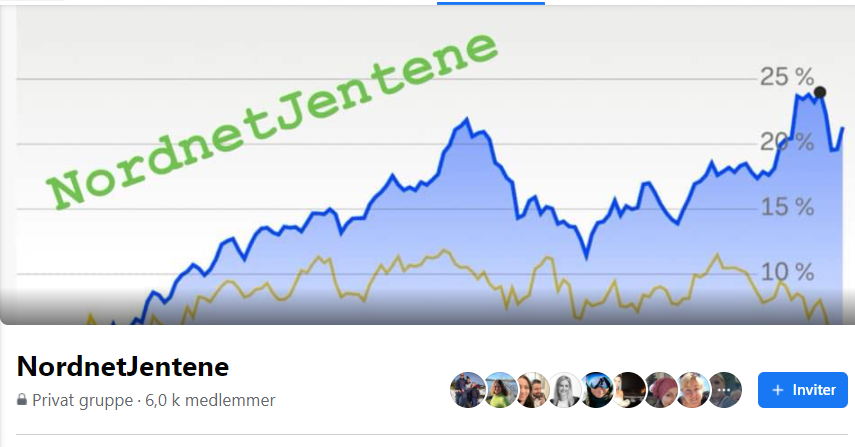 NordnetJentene
25 %
20 %
15 %
10 %
NordnetJentene
Privat gruppe · 6,0 k medlemmer
+ Inviter